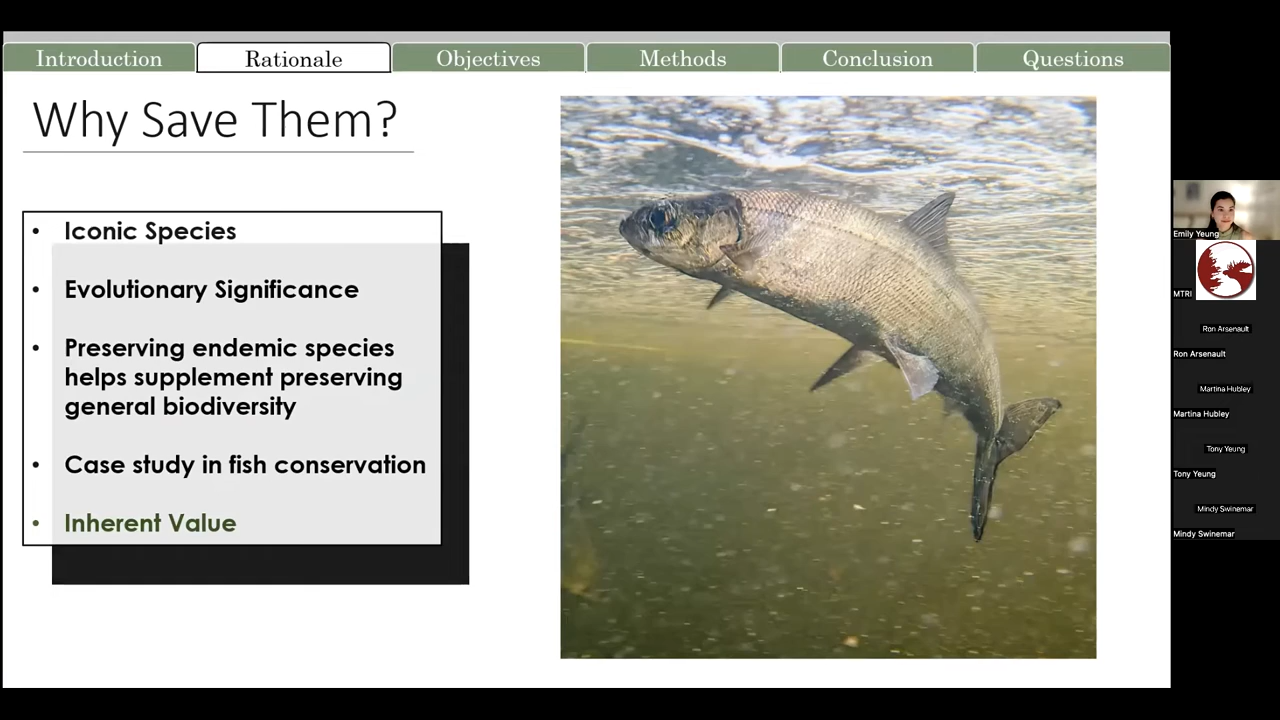 Introduction
Rationale
Objectives
Methods
Conclusion
Questions
Why Save Them?
• Iconic Species
• Evolutionary Significance
• Preserving endemic species
helps supplement preserving
general biodiversity
• Case study in fish conservation
• Inherent Value
Emily Yeung
MTRI
Ron Arsenault
Ron Arsenault
Martina Hubley
Martina Hubley
Tony Yeung
Tony Yeung
Mindy Swinemar
Mindy Swinemar